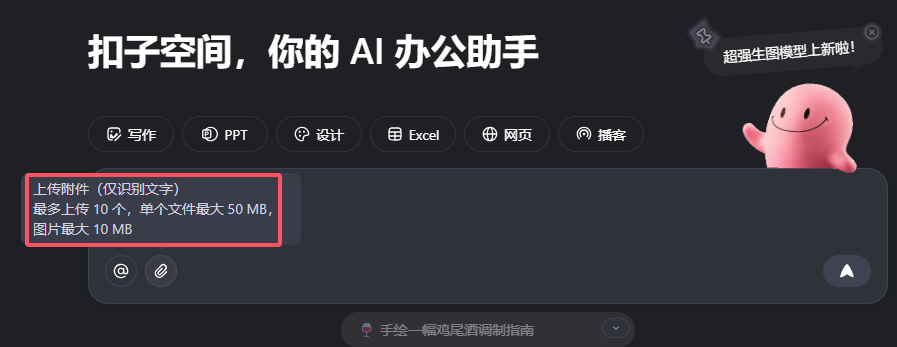 扣子空间，你的 AI 办公助手
超强生图模型上新啦！
写作
PPT
设计
Excel
网页
播客
上传附件（仅识别文字）
最多上传 10 个，单个文件最大 50 MB，
图片最大 10 MB
@
手绘一幅鸡尾酒调制指南